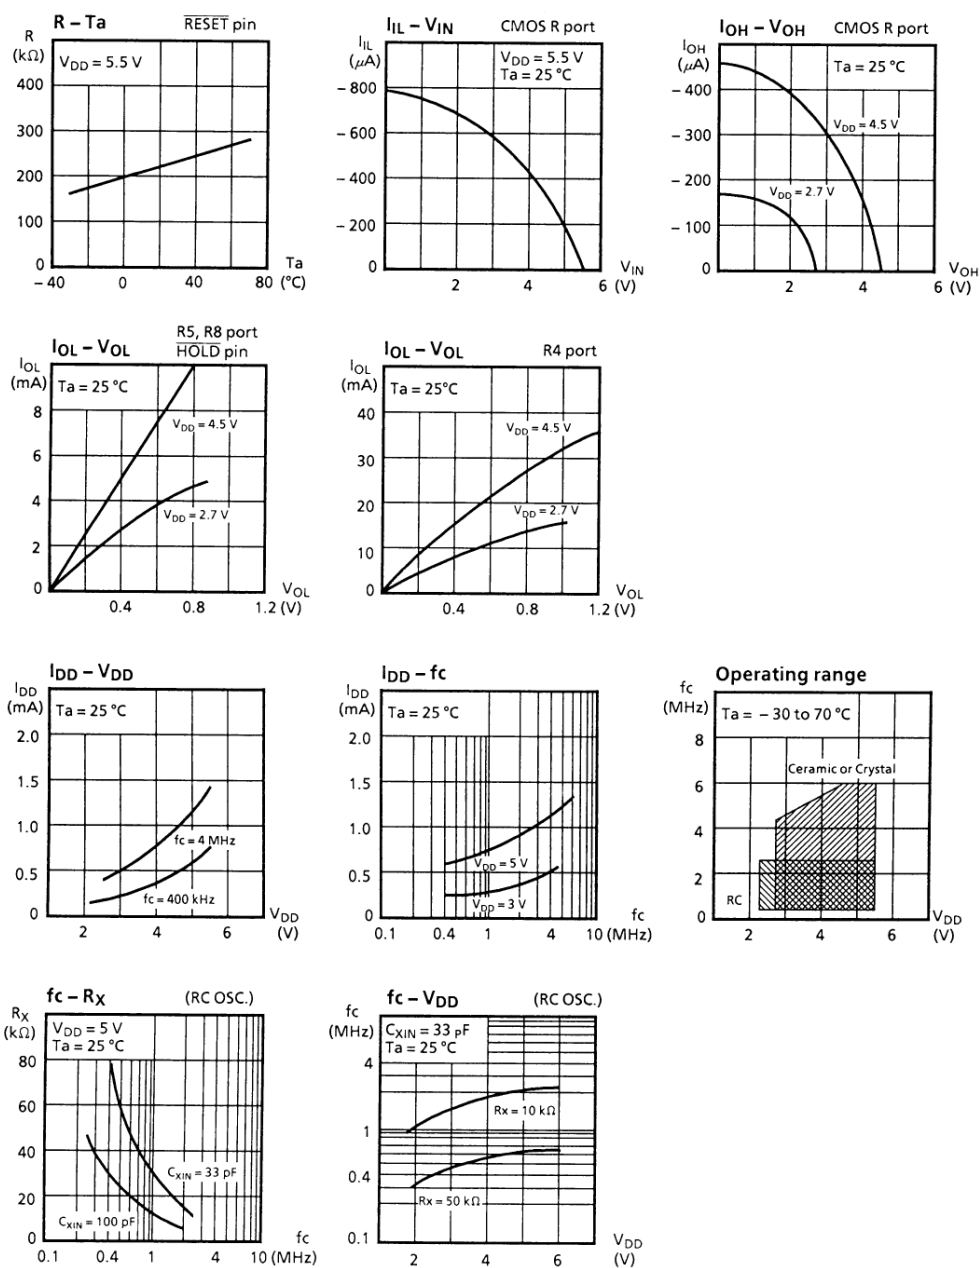 R – Ta RESET pin
R
(kΩ)
VDD = 5.5 V
400
300
200
100
0
– 40 0 40 80
Ta
(°C)
IIL – VIN CMOS R port
IIL
(μA)
VDD = 5.5 V
Ta = 25 °C
– 800
– 600
– 400
– 200
0
2 4 6
VIN
(V)
IOH – VOH CMOS R port
IOH
(μA)
Ta = 25 °C
– 400
– 300
– 200
– 100
0
VDD = 4.5 V
VDD = 2.7 V
2 4 6
VOH
(V)
IOL – VOL
R5, R8 port
HOLD pin
IOL
(mA)
Ta = 25 °C
8
6
4
2
0
VDD = 4.5 V
VDD = 2.7 V
VOL
0.4 0.8 1.2 (V)
IOL – VOL R4 port
IOL
(mA)
Ta = 25°C
40
30
20
10
0
VDD = 4.5 V
VDD = 2.7 V
VOL
0.4 0.8 1.2 (V)
IDD – VDD
IDD
(mA)
Ta = 25 °C
2.0
1.5
1.0
0.5
0
fc = 4 MHz
fc = 400 kHz
2 4 6
VDD
(V)
IDD – fc
IDD
(mA)
Ta = 25 °C
2.0
1.5
1.0
0.5
0
VDD = 5 V
VDD = 3 V
fc
0.1 0.4 1 4 10 (MHz)
Operating range
fc
(MHz)
Ta = – 30 to 70 °C
8
6
4
2
0
Ceramic or Crystal
RC
2 4 6
VDD
(V)
fc – RX (RC OSC.)
RX
(kΩ)
VDD = 5 V
Ta = 25 °C
80
60
40
20
0
CXIN = 33 pF
CXIN = 100 pF
fc
0.1 0.4 1 4 10 (MHz)
fc – VDD (RC OSC.)
fc
(MHz)
CXIN = 33 pF
Ta = 25 °C
4
1
0.4
0.1
Rx = 10 kΩ
Rx = 50 kΩ
2 4 6
VDD
(V)